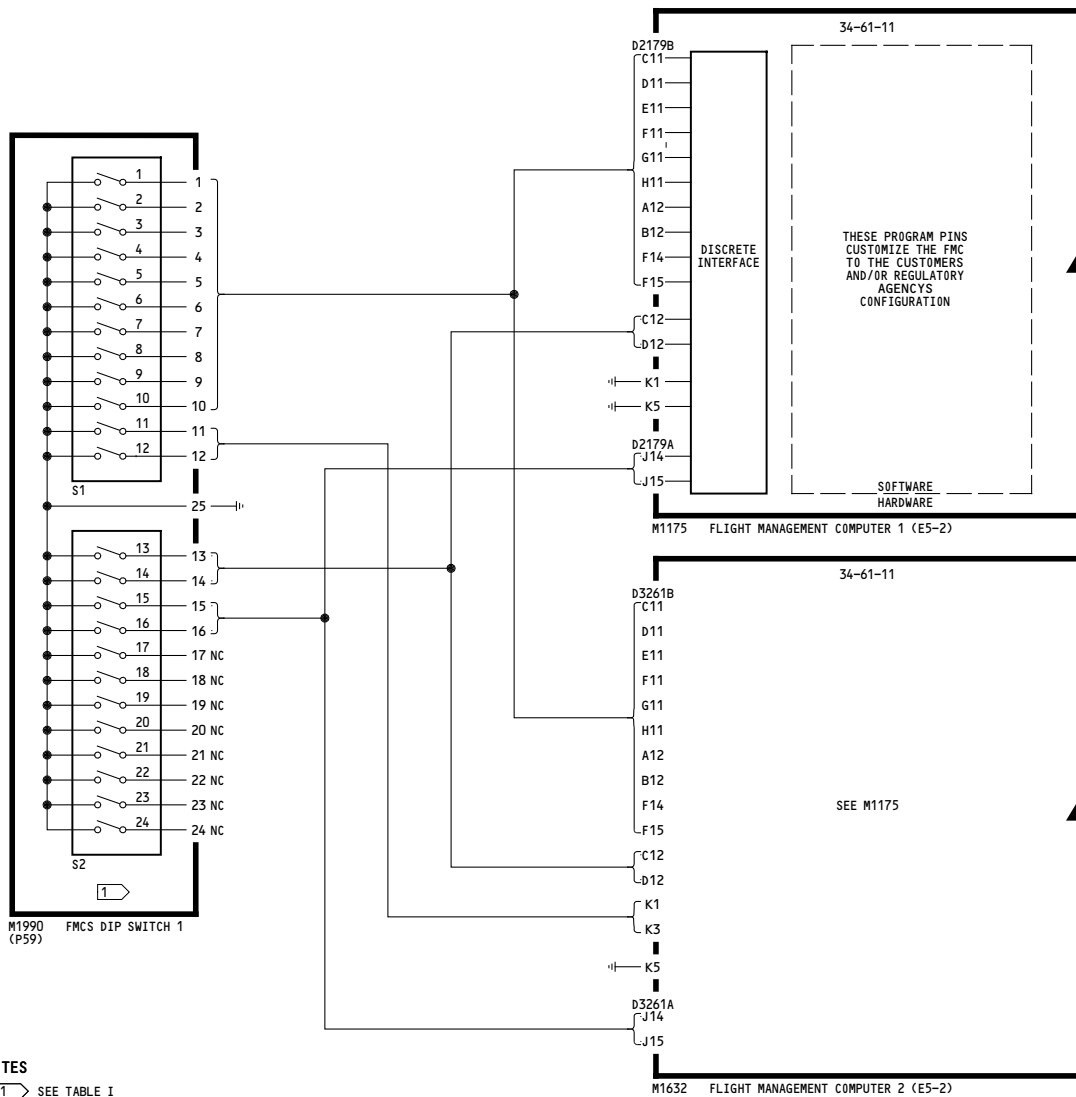 34-61-11
D2179B
C11
D11
E11
F11
G11
H11
A12
B12
F14
F15
C12
D12
K1
K5
D2179A
J14
J15
DISCRETE
INTERFACE
THESE PROGRAM PINS
CUSTOMIZE THE FMC
TO THE CUSTOMERS
AND/OR REGULATORY
AGENCYS
CONFIGURATION
SOFTWARE
HARDWARE
M1175 FLIGHT MANAGEMENT COMPUTER 1 (E5-2)
1 1
2 2
3 3
4 4
5 5
6 6
7 7
8 8
9 9
10 10
11 11
12 12
S1
25
13 13
14 14
15 15
16 16
17 17 NC
18 18 NC
19 19 NC
20 20 NC
21 21 NC
22 22 NC
23 23 NC
24 24 NC
S2
1
M1990 FMCS DIP SWITCH 1
(P59)
34-61-11
D3261B
C11
D11
E11
F11
G11
H11
A12
B12
F14
F15
C12
D12
K1
K3
K5
D3261A
J14
J15
SEE M1175
M1632 FLIGHT MANAGEMENT COMPUTER 2 (E5-2)
TES
1 SEE TABLE I